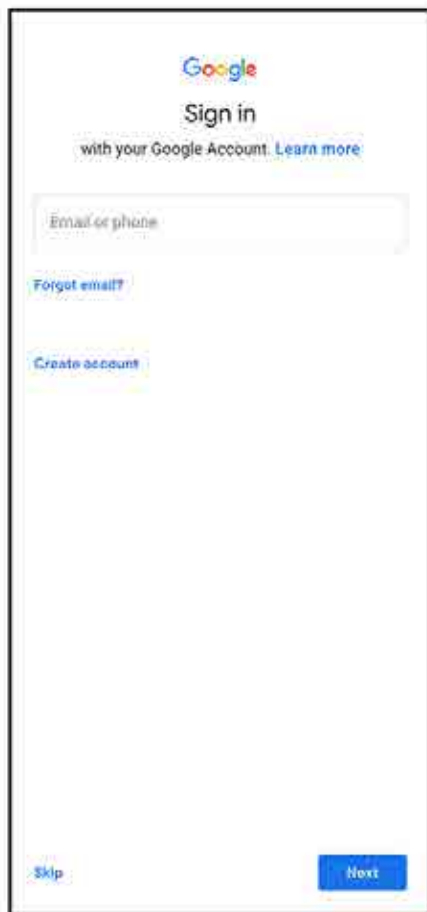 Google
Sign in
with your Google Account. Learn more
Email or phone
Forgot email?
Create account
Skip
Next